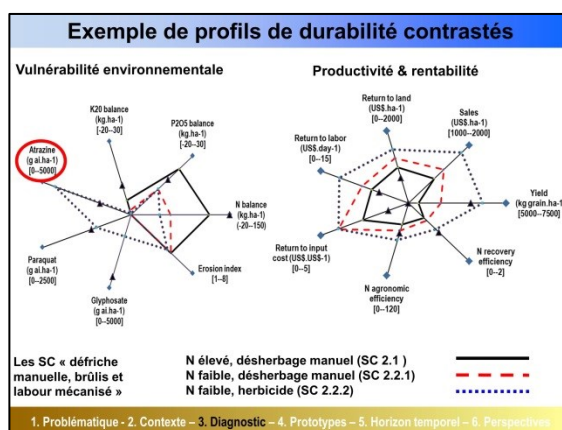 Exemple de profils de durabilité contrastés
Vulnérabilité environnementale
K20 balance
(kg.ha-1)
[-20--30]
P2O5 balance
(kg.ha-1)
[-20--30]
Atrazine
(g ai.ha-1)
[0--5000]
N balance
(kg.ha-1)
(-20--150)
Paraquat
(g ai.ha-1)
[0--2500]
Glyphosate
(g ai.ha-1)
[0--5000]
Erosion index
[1--8]
Productivité & rentabilité
Return to land
(US$.ha-1)
[0--2000]
Sales
(US$.ha-1)
[1000--2000]
Return to labor
(US$.day-1)
[0--15]
Yield
(kg grain.ha-1)
[5000--7500]
Return to input
cost (US$.US$-1)
[0--5]
N recovery
efficiency
[0--2]
N agronomic
efficiency
[0--120]
Les SC « défriche
manuelle, brûlis et
labour mécanisé »
N élevé, désherbage manuel (SC 2.1 )
N faible, désherbage manuel (SC 2.2.1)
N faible, herbicide (SC 2.2.2)
1. Problématique - 2. Contexte – 3. Diagnostic – 4. Prototypes – 5. Horizon temporel – 6. Perspectives